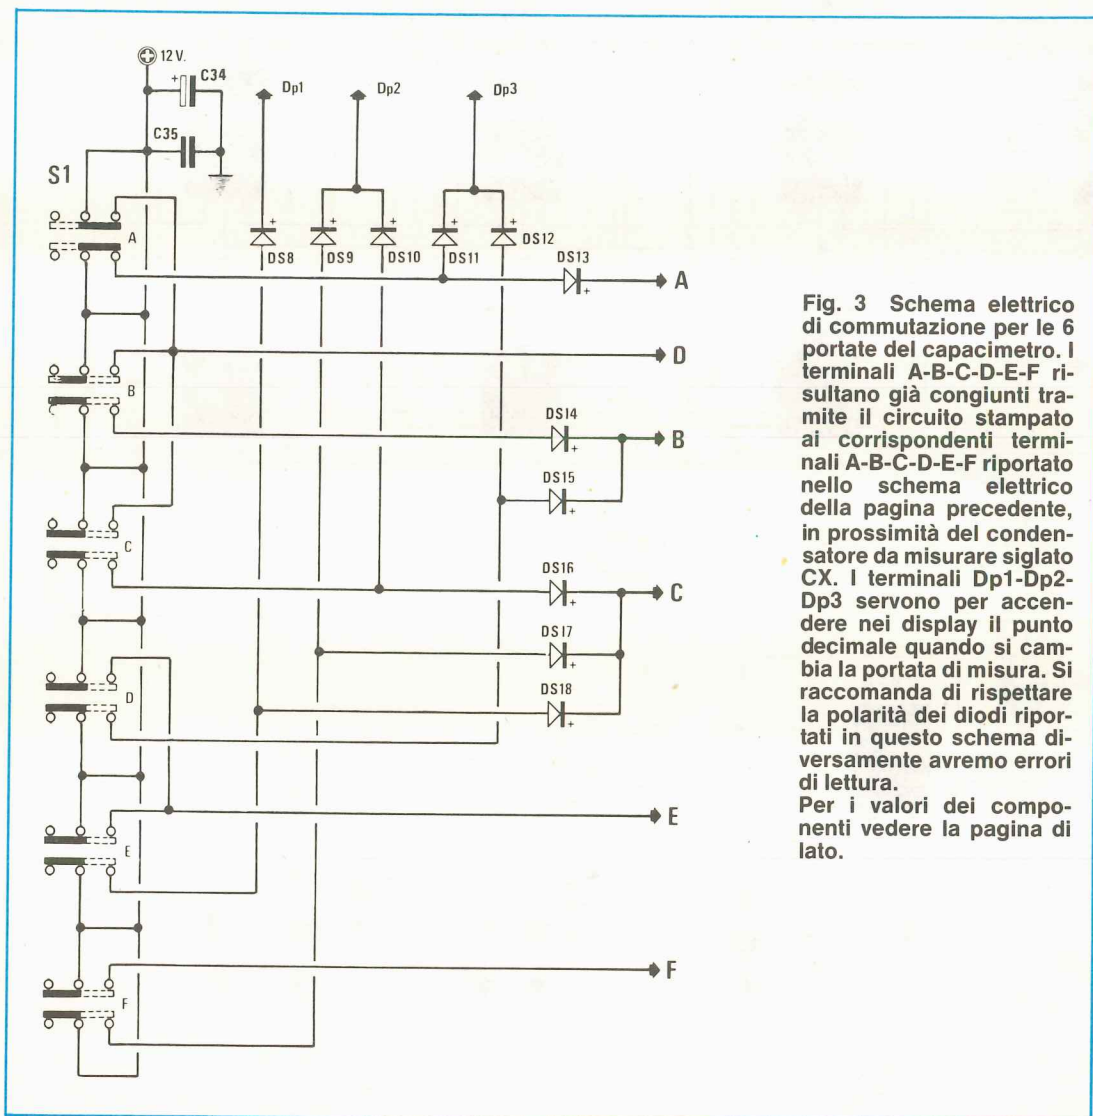 12 V.
C34
Dp1
Dp2
Dp3
C35
S1
A
DS8
DS9
DS10
DS11
DS12
DS13
A
D
B
DS14
B
DS15
C
DS16
C
DS17
DS18
D
E
E
F
F
Fig. 3 Schema elettrico
di commutazione per le 6
portate del capacimetro. I
terminali A-B-C-D-E-F ri-
sultano già congiunti tra-
mite il circuito stampato
ai corrispondenti termi-
nali A-B-C-D-E-F riportato
nello schema elettrico
della pagina precedente,
in prossimità del conden-
satore da misurare siglato
CX. I terminali Dp1-Dp2-
Dp3 servono per accen-
dere nei display il punto
decimale quando si cam-
bia la portata di misura. Si
raccomanda di rispettare
la polarità dei diodi ripor-
tati in questo schema di-
versamente avremo errori
di lettura.
Per i valori dei compo-
nenti vedere la pagina di
lato.